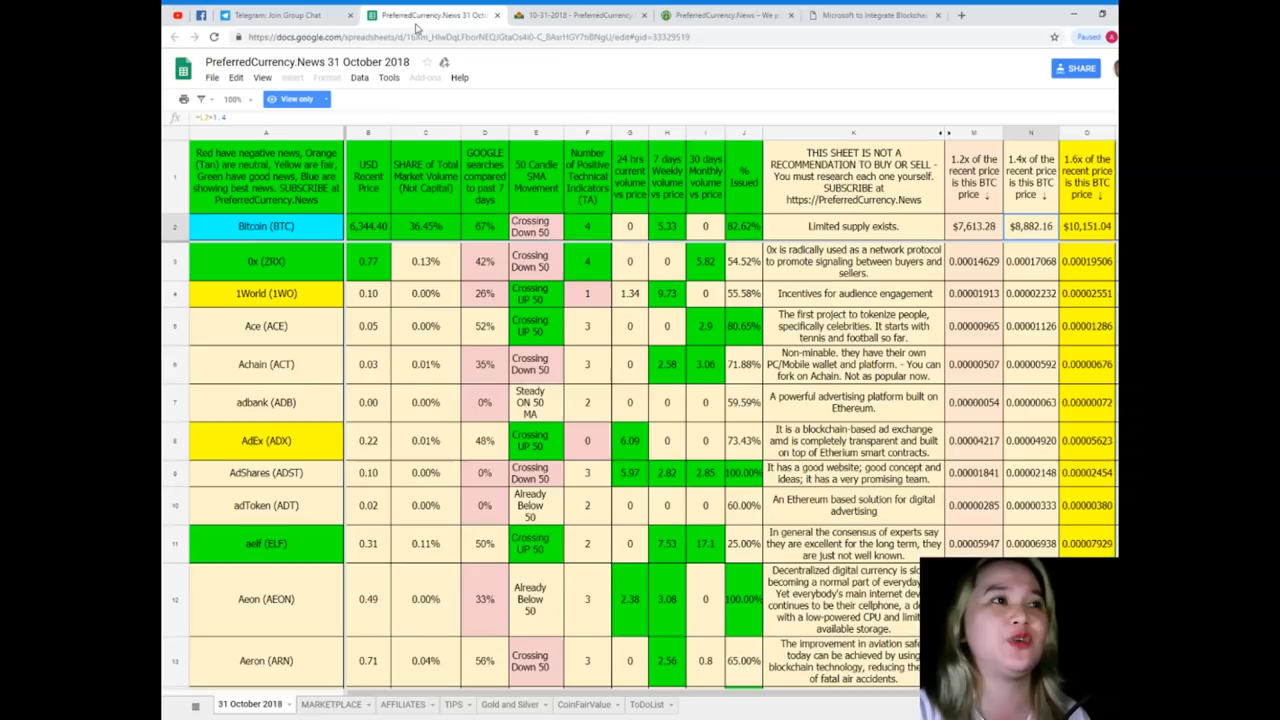 Telegram: Join Group Chat
PreferredCurrency.News 31 Octo
10-31-2018 - PreferredCurrency.
PreferredCurrency.News – We p
Microsoft to Integrate Blockchai
Paused
PreferredCurrency.News 31 October 2018
SHARE
File Edit View Insert Format Data Tools Add-ons Help
100% View only
=L2*1.4
A B C D E F G H I J K M N O
1
Red have negative news, Orange
(Tan) are neutral, Yellow are fair,
Green have good news, Blue are
showing best news. SUBSCRIBE at
PreferredCurrency.News
USD
Recent
Price
SHARE of Total
Market Volume
(Not Capital)
GOOGLE
searches
compared
to past 7
days
50 Candle
SMA
Movement
Number
of Positive
Technical
Indicators
(TA)
24 hrs
current
volume
vs price
7 days
Weekly
volume
vs price
30 days
Monthly
volume
vs price
%
Issued
THIS SHEET IS NOT A
RECOMMENDATION TO BUY OR SELL -
You must research each one yourself.
SUBSCRIBE at
https://PreferredCurrency.News
1.2x of the
recent price
is this BTC
price ↓
1.4x of the
recent price
is this BTC
price ↓
1.6x of the
recent price
is this BTC
price ↓
2 Bitcoin (BTC) 6,344.40 36.45% 67% Crossing
Down 50 4 0 5.33 0 82.62% Limited supply exists. $7,613.28 $8,882.16 $10,151.04
3 0x (ZRX) 0.77 0.13% 42% Crossing
Down 50 4 0 0 5.82 54.52% 0x is radically used as a network protocol
to promote signaling between buyers and
sellers. 0.00014629 0.00017068 0.00019506
4 1World (1WO) 0.10 0.00% 26% Crossing
UP 50 1 1.34 9.73 0 55.58% Incentives for audience engagement 0.00001913 0.00002232 0.00002551
5 Ace (ACE) 0.05 0.00% 52% Crossing
UP 50 3 0 0 2.9 80.65% The first project to tokenize people,
specifically celebrities. It starts with
tennis and football so far. 0.00000965 0.00001126 0.00001286
6 Achain (ACT) 0.03 0.01% 35% Crossing
Down 50 3 0 2.58 3.06 71.88% Non-minable. they have their own
PC/Mobile wallet and platform. - You can
fork on Achain. Not as popular now. 0.00000507 0.00000592 0.00000676
7 adbank (ADB) 0.00 0.00% 0% Steady
ON 50
MA 2 0 0 0 59.59% A powerful advertising platform built on
Ethereum. 0.00000054 0.00000063 0.00000072
8 AdEx (ADX) 0.22 0.01% 48% Crossing
UP 50 0 6.09 0 0 73.43% It is a blockchain-based ad exchange
amd is completely transparent and built
on top of Etherium smart contracts. 0.00004217 0.00004920 0.00005623
9 AdShares (ADST) 0.10 0.00% 0% Crossing
Down 50 3 5.97 2.82 2.85 100.00% It has a good website; good concept and
ideas; it has a very promising team. 0.00001841 0.00002148 0.00002454
10 adToken (ADT) 0.02 0.00% 0% Already
Below
50 2 0 0 0 60.00% An Ethereum based solution for digital
advertising 0.00000285 0.00000333 0.00000380
11 aelf (ELF) 0.31 0.11% 50% Crossing
UP 50 2 0 7.53 17.1 25.00% In general the consensus of experts say
they are excellent for the long term, they
are just not well known. 0.00005947 0.00006938 0.00007929
12 Aeon (AEON) 0.49 0.00% 33% Already
Below
50 3 2.38 3.08 0 100.00% Decentralized digital currency is
becoming a normal part of everyday
Yet everybody's main internet
continues to be their cellphone, a
with a low-powered CPU and
available storage.
13 Aeron (ARN) 0.71 0.04% 56% Crossing
Down 50 3 0 2.56 0.8 65.00% The improvement in aviation
today can be achieved by using
blockchain technology, reducing the
of fatal air accidents.
31 October 2018 MARKETPLACE AFFILIATES TIPS Gold and Silver CoinFairValue ToDoList